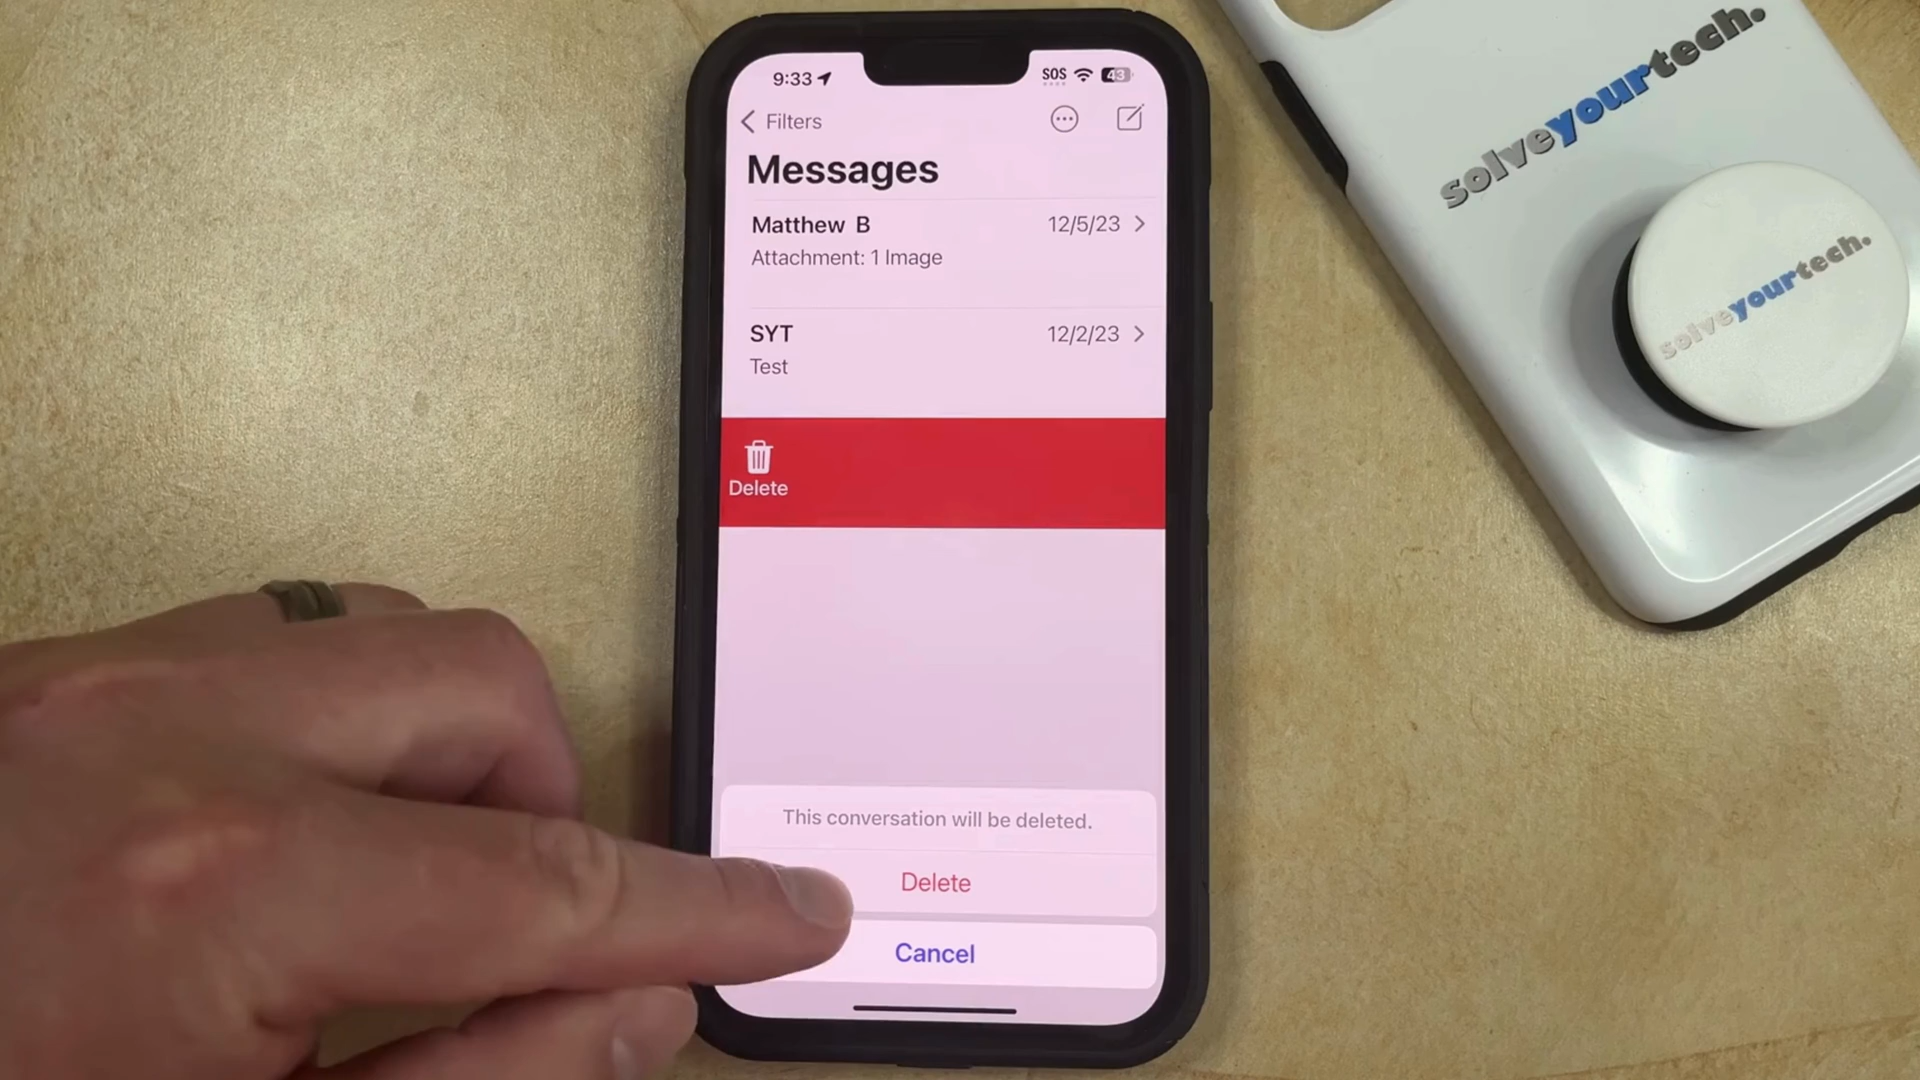 9:33
SOS
43
Filters
Messages
Matthew B
12/5/23
Attachment: 1 Image
SYT
12/2/23
Test
Delete
This conversation will be deleted.
Delete
Cancel
solveyourtech.
solveyourtech.